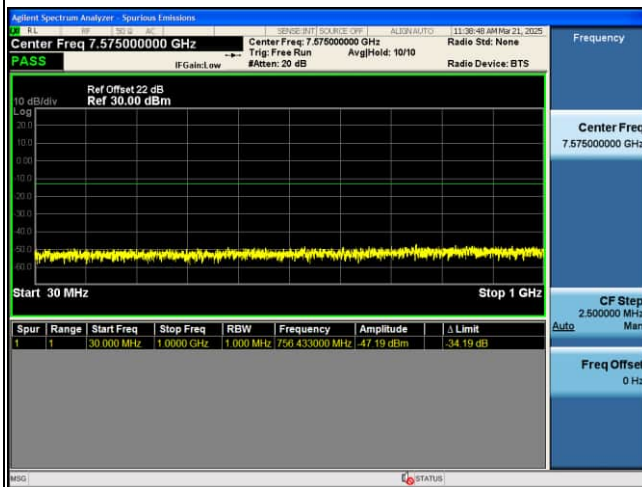 Agilent Spectrum Analyzer - Spurious Emissions
RL RF 50 Ω AC SENSE:INT SOURCE OFF ALIGN AUTO 11:38:48 AM Mar 21, 2025
Center Freq 7.575000000 GHz Center Freq: 7.575000000 GHz Radio Std: None
Trig: Free Run Avg|Hold: 10/10
PASS IFGain:Low #Atten: 20 dB Radio Device: BTS
Ref Offset 22 dB
10 dB/div Ref 30.00 dBm
Log
20.0
10.0
0.00
-10.0
-20.0
-30.0
-40.0
-50.0
-60.0
Start 30 MHz Stop 1 GHz
Spur Range Start Freq Stop Freq RBW Frequency Amplitude Δ Limit
1 1 30.000 MHz 1.0000 GHz 1.000 MHz 756.433000 MHz -47.19 dBm -34.19 dB
MSG STATUS
Frequency
Center Freq
7.575000000 GHz
CF Step
2.500000 MHz
Auto Man
Freq Offset
0 Hz